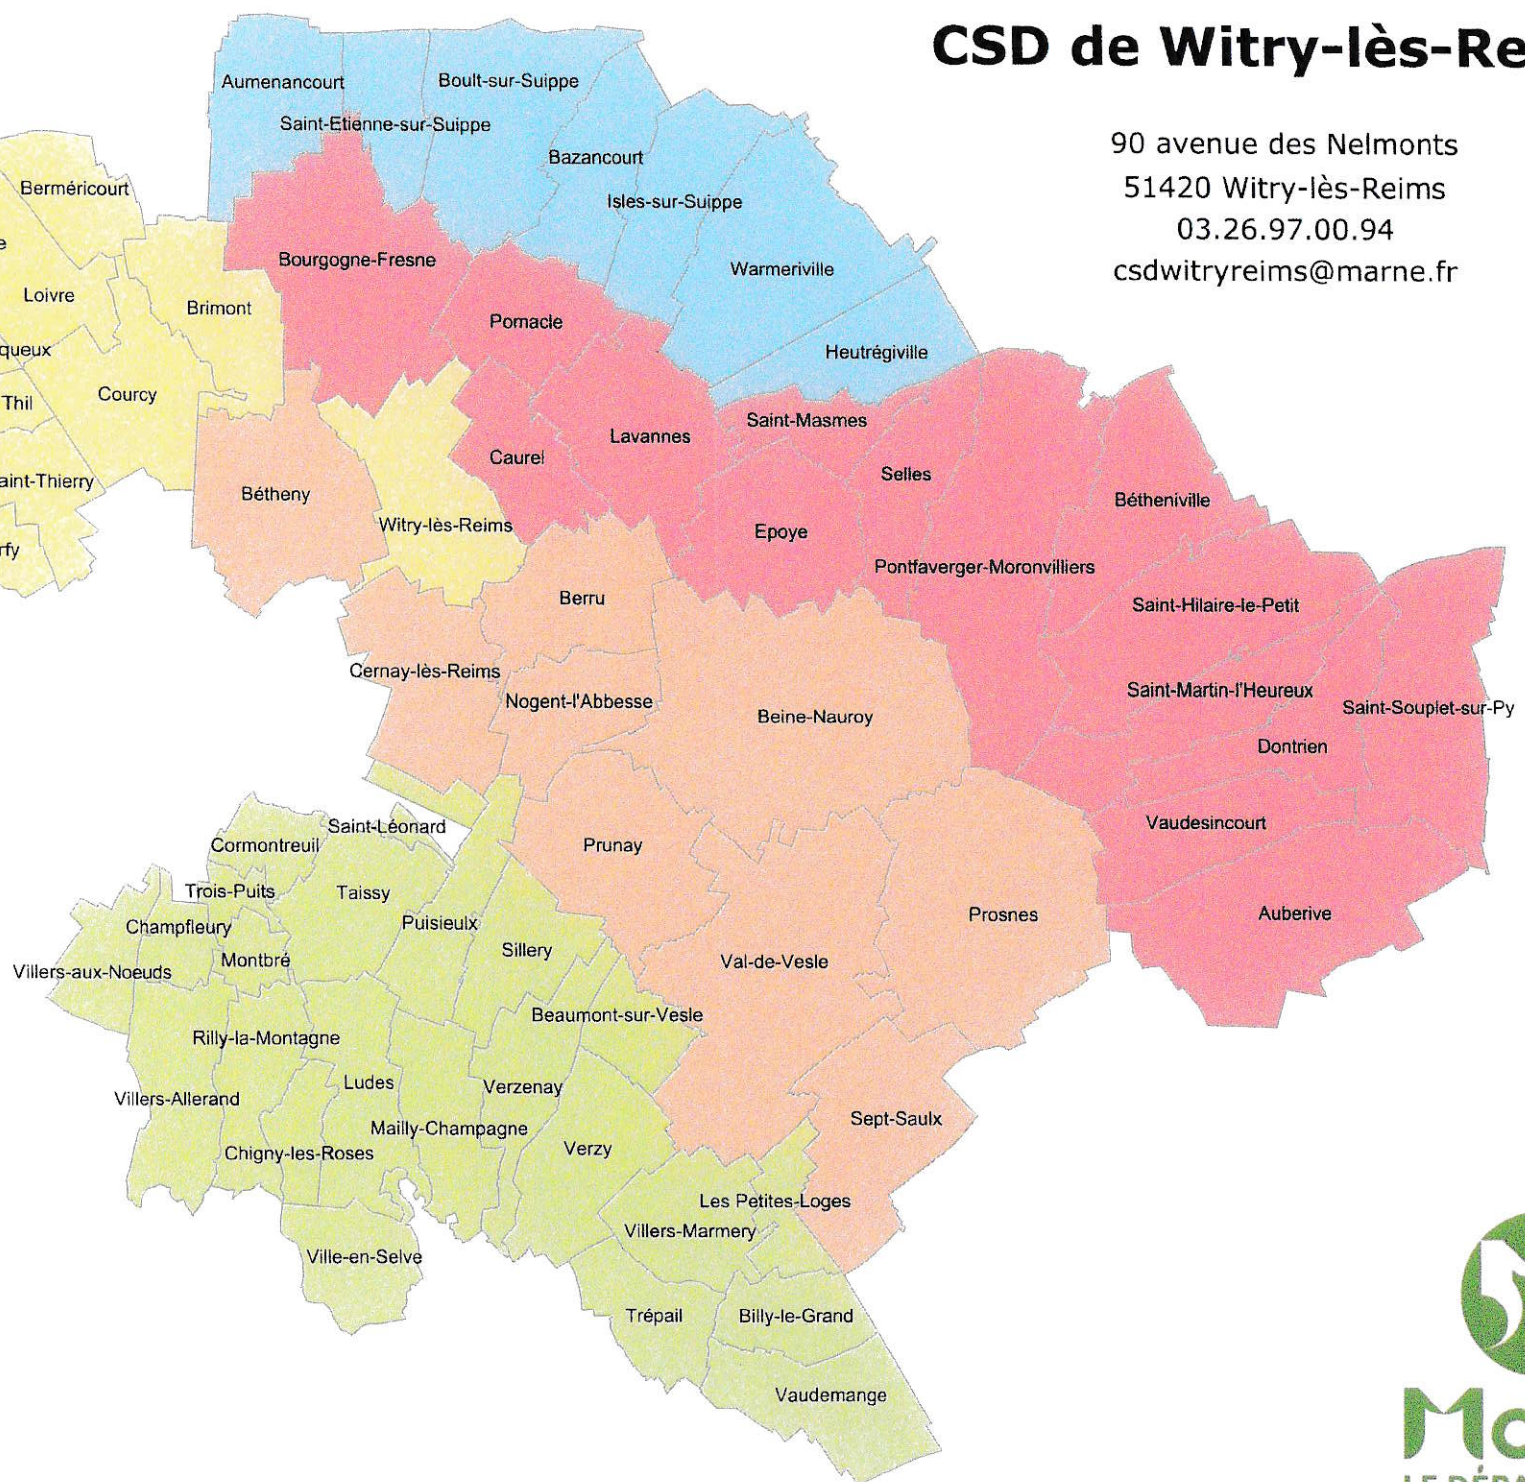 CSD de Witry-lès-Re
90 avenue des Nelmonts
51420 Witry-lès-Reims
03.26.97.00.94
csdwitryreims@marne.fr
Aumenancourt
Boult-sur-Suippe
Saint-Etienne-sur-Suippe
Bazancourt
Berméricourt
Isles-sur-Suippe
e
Bourgogne-Fresne
Warmeriville
Loivre
Brimont
Pomacle
queux
Heutrégiville
Thil
Courcy
Saint-Masmes
Lavannes
Caurel
Selles
aint-Thierry
Bétheny
Bétheniville
Witry-lès-Reims
Epoye
rfy
Pontfaverger-Moronvilliers
Berru
Saint-Hilaire-le-Petit
Cernay-lès-Reims
Nogent-l'Abbesse
Saint-Martin-l'Heureux
Saint-Souplet-sur-Py
Beine-Nauroy
Dontrien
Saint-Léonard
Vaudesincourt
Cormontreuil
Prunay
Trois-Puits
Taissy
Auberive
Prosnes
Puisieulx
Champfleury
Sillery
Montbré
Val-de-Vesle
Villers-aux-Noeuds
Beaumont-sur-Vesle
Rilly-la-Montagne
Ludes
Verzenay
Villers-Allerand
Sept-Saulx
Mailly-Champagne
Verzy
Chigny-les-Roses
Les Petites-Loges
Villers-Marmery
Ville-en-Selve
Trépail
Billy-le-Grand
Vaudemange
Ma